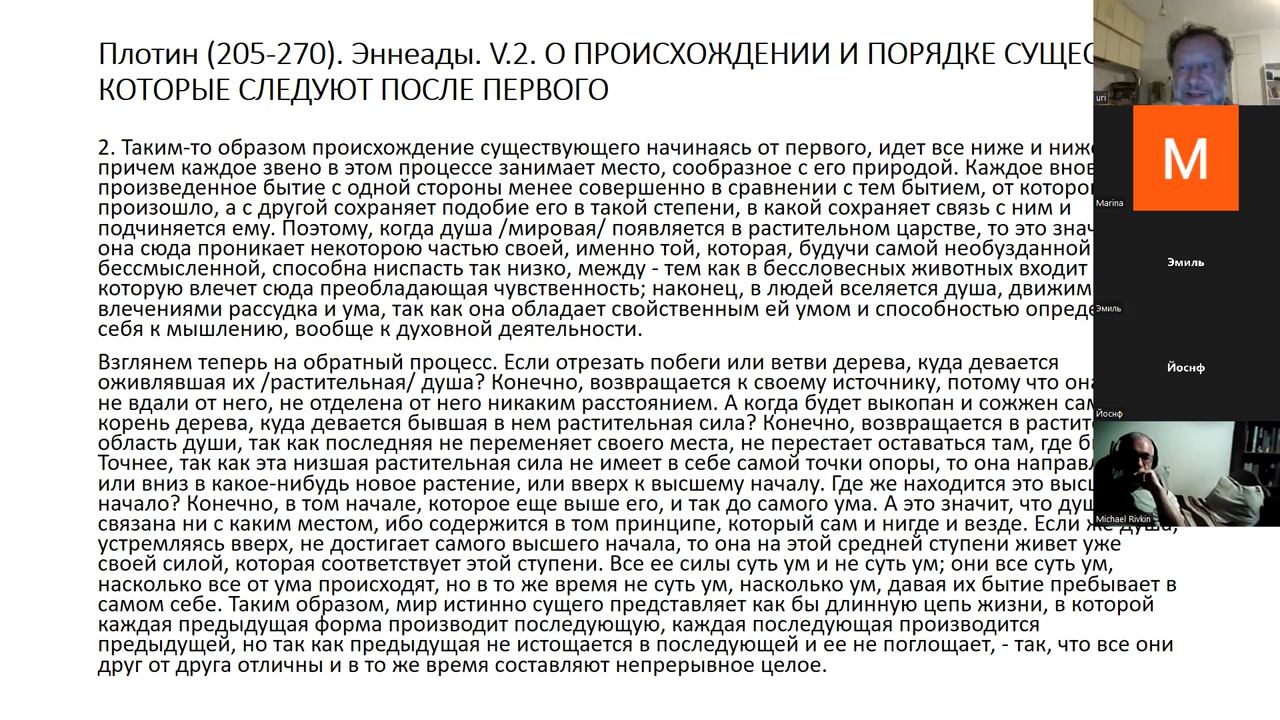 Плотин (205-270). Эннеады. V.2. О ПРОИСХОЖДЕНИИ И ПОРЯДКЕ
КОТОРЫЕ СЛЕДУЮТ ПОСЛЕ ПЕРВОГО
2. Таким-то образом происхождение существующего начинаясь от первого, идет все ниже и
причем каждое звено в этом процессе занимает место, сообразное с его природой. Каждое
произведенное бытие с одной стороны менее совершенно в сравнении с тем бытием, от
произошло, а с другой сохраняет подобие его в такой степени, в какой сохраняет связь с ним и
подчиняется ему. Поэтому, когда душа /мировая/ появляется в растительном царстве, то это
она сюда проникает некоторою частью своей, именно той, которая, будучи самой необузданной
бессмысленной, способна ниспасть так низко, между - тем как в бессловесных животных входит
которую влечет сюда преобладающая чувственность; наконец, в людей вселяется душа,
влечениями рассудка и ума, так как она обладает свойственным ей умом и способностью
себя к мышлению, вообще к духовной деятельности.
Взглянем теперь на обратный процесс. Если отрезать побеги или ветви дерева, куда девается
оживлявшая их /растительная/ душа? Конечно, возвращается к своему источнику, потому что
не вдали от него, не отделена от него никаким расстоянием. А когда будет выкопан и сожжен
корень дерева, куда девается бывшая в нем растительная сила? Конечно, возвращается в
область души, так как последняя не переменяет своего места, не перестает оставаться там, где
Точнее, так как эта низшая растительная сила не имеет в себе самой точки опоры, то она
или вниз в какое-нибудь новое растение, или вверх к высшему началу. Где же находится это
начало? Конечно, в том начале, которое еще выше его, и так до самого ума. А это значит, что
связана ни с каким местом, ибо содержится в том принципе, который сам и нигде и везде. Если же душа,
устремляясь вверх, не достигает самого высшего начала, то она на этой средней ступени живет уже
своей силой, которая соответствует этой ступени. Все ее силы суть ум и не суть ум; они все суть ум,
насколько все от ума происходят, но в то же время не суть ум, насколько ум, давая их бытие пребывает в
самом себе. Таким образом, мир истинно сущего представляет как бы длинную цепь жизни, в которой
каждая предыдущая форма производит последующую, каждая последующая производится
предыдущей, но так как предыдущая не истощается в последующей и ее не поглощает, - так, что все они
друг от друга отличны и в то же время составляют непрерывное целое.
uri
M
Marina
Эмиль
Эмиль
Йоснф
Йоснф
Michael Rivkin